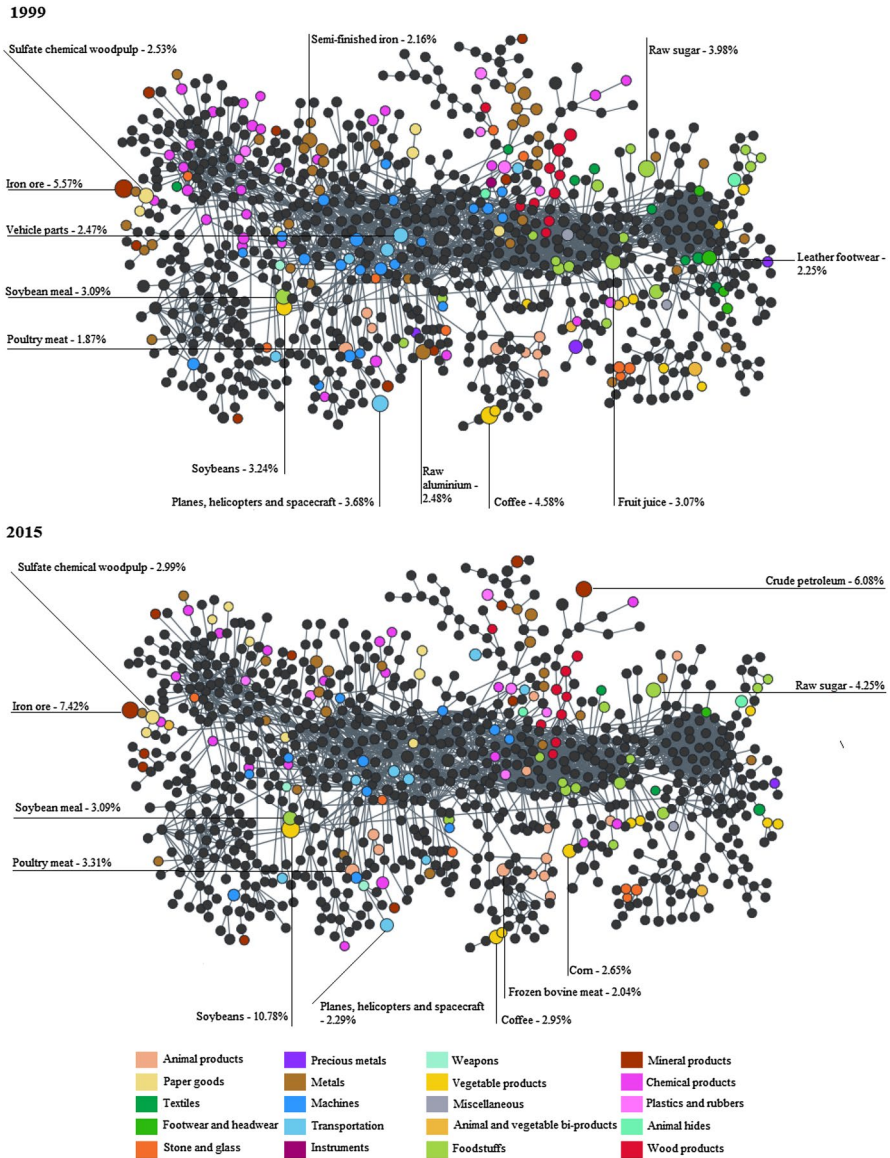 1999
Sulfate chemical woodpulp - 2.53%
Semi-finished iron - 2.16%
Raw sugar - 3.98%
Iron ore - 5.57%
Vehicle parts - 2.47%
Leather footwear -
2.25%
Soybean meal - 3.09%
Poultry meat - 1.87%
Soybeans - 3.24%
Planes, helicopters and spacecraft - 3.68%
Raw
aluminium -
2.48%
Coffee - 4.58%
Fruit juice - 3.07%
2015
Sulfate chemical woodpulp - 2.99%
Crude petroleum - 6.08%
Raw sugar - 4.25%
Iron ore - 7.42%
Soybean meal - 3.09%
Poultry meat - 3.31%
Corn - 2.65%
Frozen bovine meat - 2.04%
Soybeans - 10.78%
Planes, helicopters and spacecraft
- 2.29%
Coffee - 2.95%
Animal products
Precious metals
Weapons
Mineral products
Paper goods
Metals
Vegetable products
Chemical products
Textiles
Machines
Miscellaneous
Plastics and rubbers
Footwear and headwear
Transportation
Animal and vegetable bi-products
Animal hides
Stone and glass
Instruments
Foodstuffs
Wood products